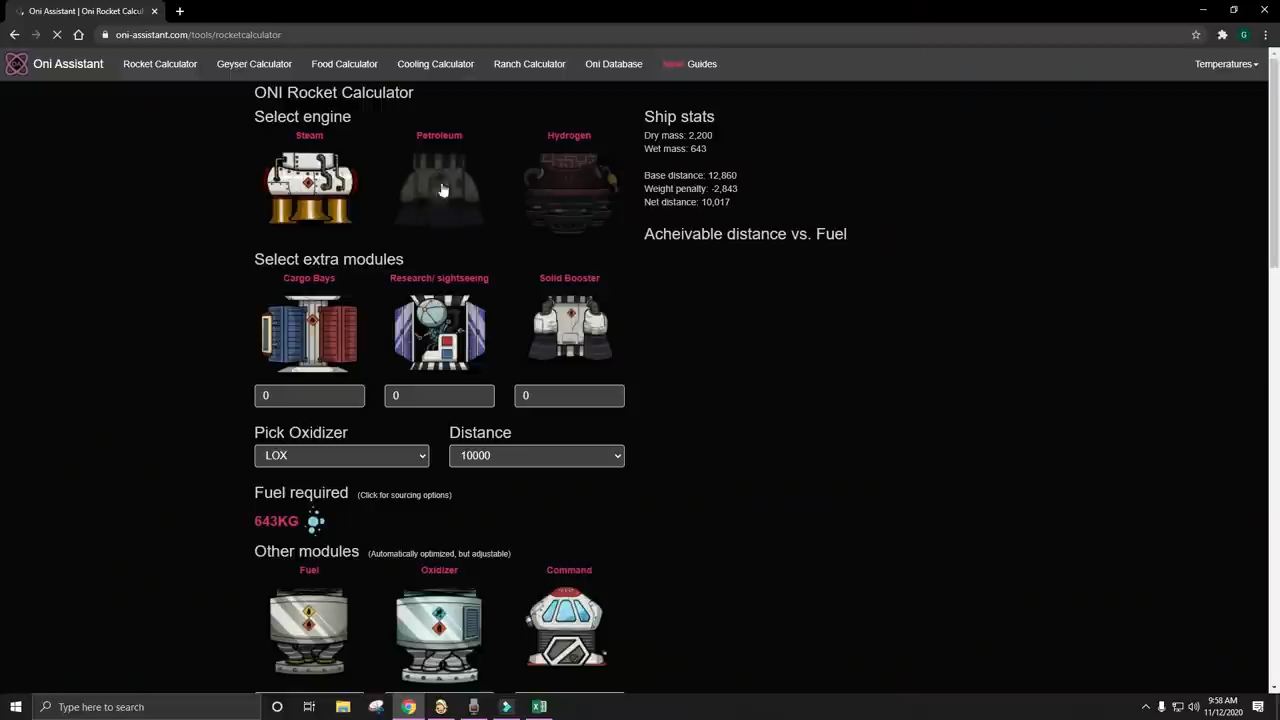 Oni Assistant | Oni Rocket Calcul
oni-assistant.com/tools/rocketcalculator
G
Oni Assistant
Rocket Calculator
Geyser Calculator
Food Calculator
Cooling Calculator
Ranch Calculator
Oni Database
New! Guides
Temperatures
ONI Rocket Calculator
Select engine
Steam
Petroleum
Hydrogen
Select extra modules
Cargo Bays
Research/ sightseeing
Solid Booster
0
0
0
Pick Oxidizer
Distance
LOX
10000
Fuel required (Click for sourcing options)
643KG
Other modules (Automatically optimized, but adjustable)
Fuel
Oxidizer
Command
Ship stats
Dry mass: 2,200
Wet mass: 643
Base distance: 12,860
Weight penalty: -2,843
Net distance: 10,017
Acheivable distance vs. Fuel
Type here to search
9:58 AM
11/12/2020